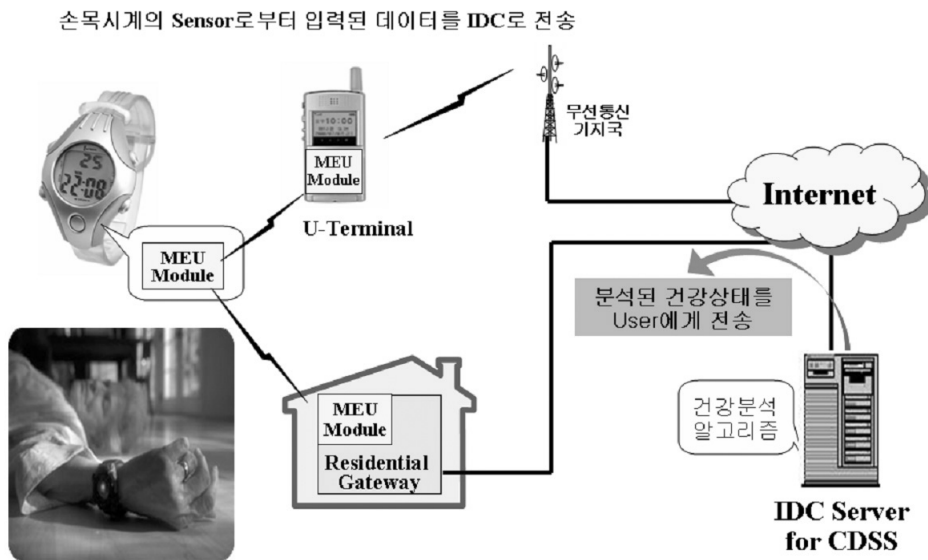 손목시계의 Sensor로부터 입력된 데이터를 IDC로 전송
무선통신
기지국
10:00
MEU
Module
U-Terminal
25
22-08
MEU
Module
Internet
분석된 건강상태를
User에게 전송
건강분석
알고리즘
MEU
Module
Residential
Gateway
IDC Server
for CDSS